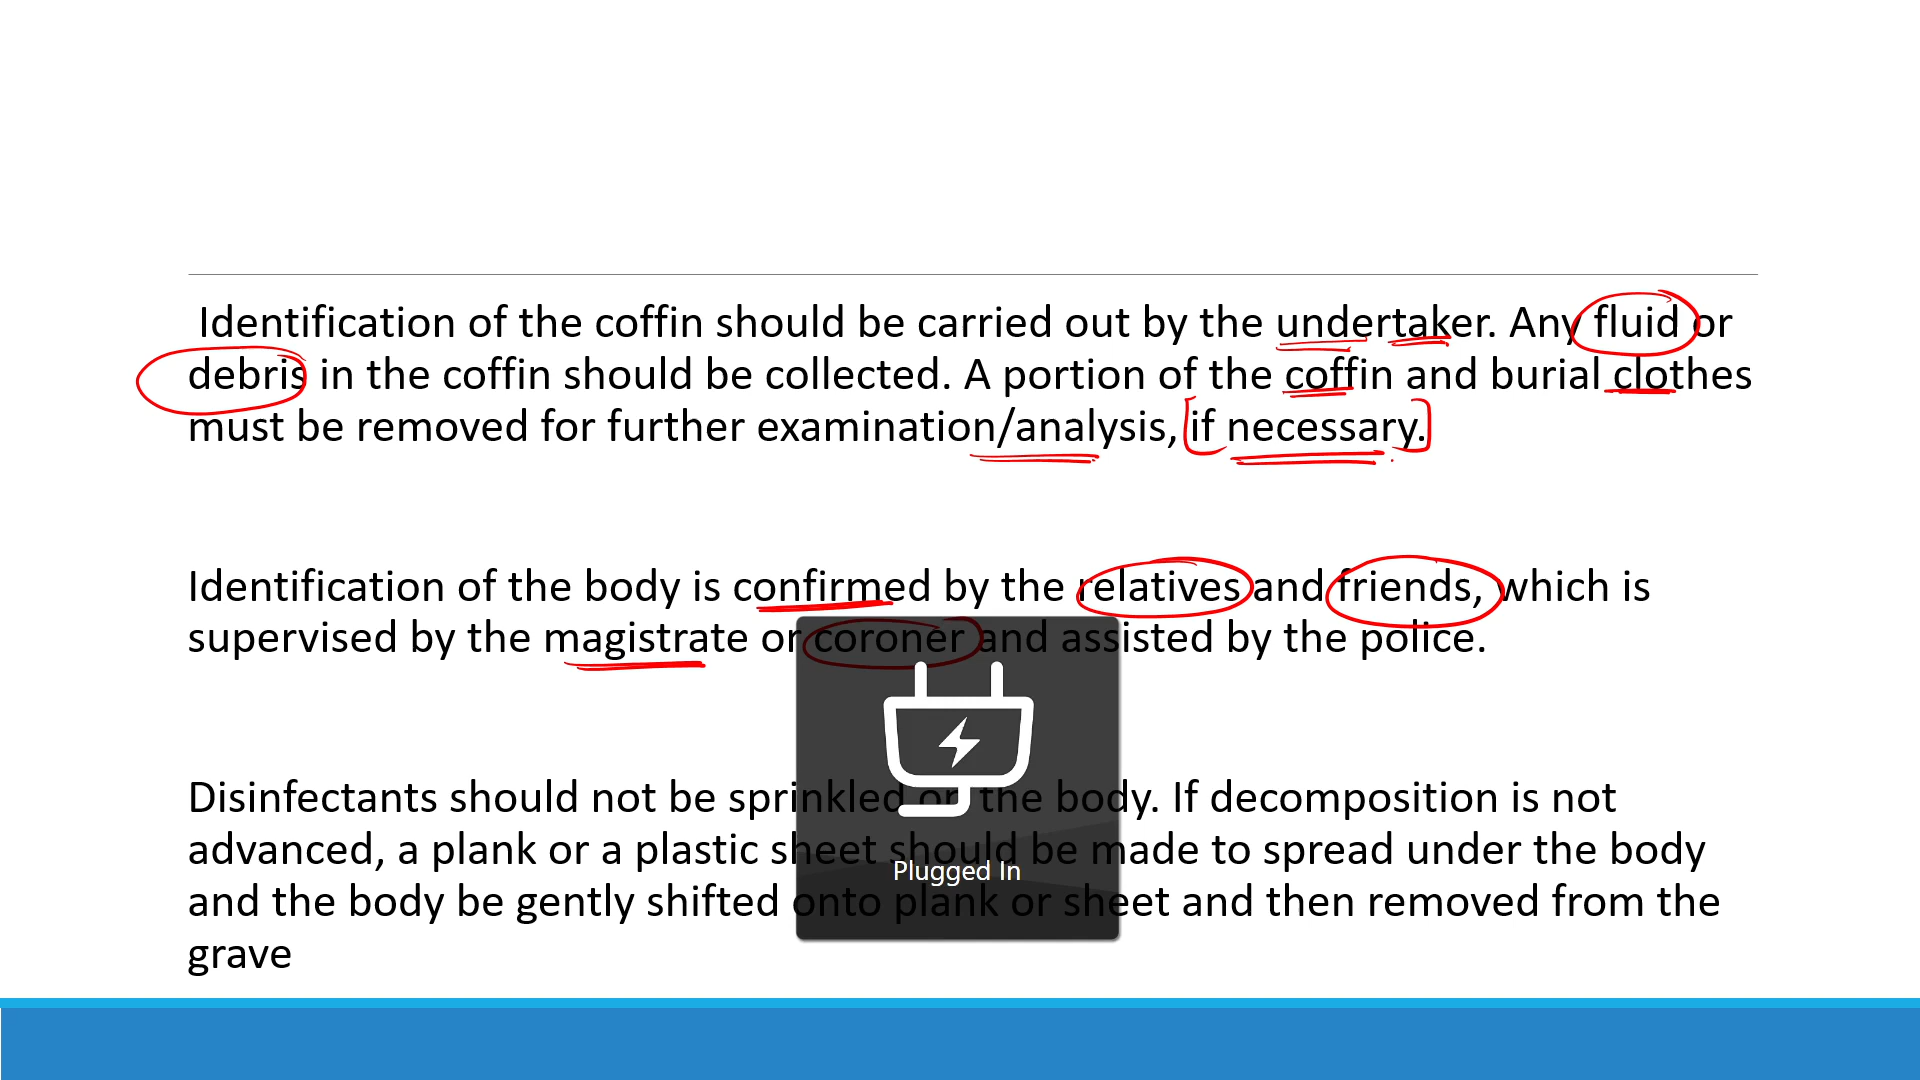 Identification of the coffin should be carried out by the undertaker. Any fluid or
debris in the coffin should be collected. A portion of the coffin and burial clothes
must be removed for further examination/analysis, if necessary.
Identification of the body is confirmed by the relatives and friends, which is
supervised by the magistrate or coroner and assisted by the police.
Disinfectants should not be sprinkled on the body. If decomposition is not
advanced, a plank or a plastic sheet should be made to spread under the body
Plugged In
and the body be gently shifted onto plank or sheet and then removed from the
grave